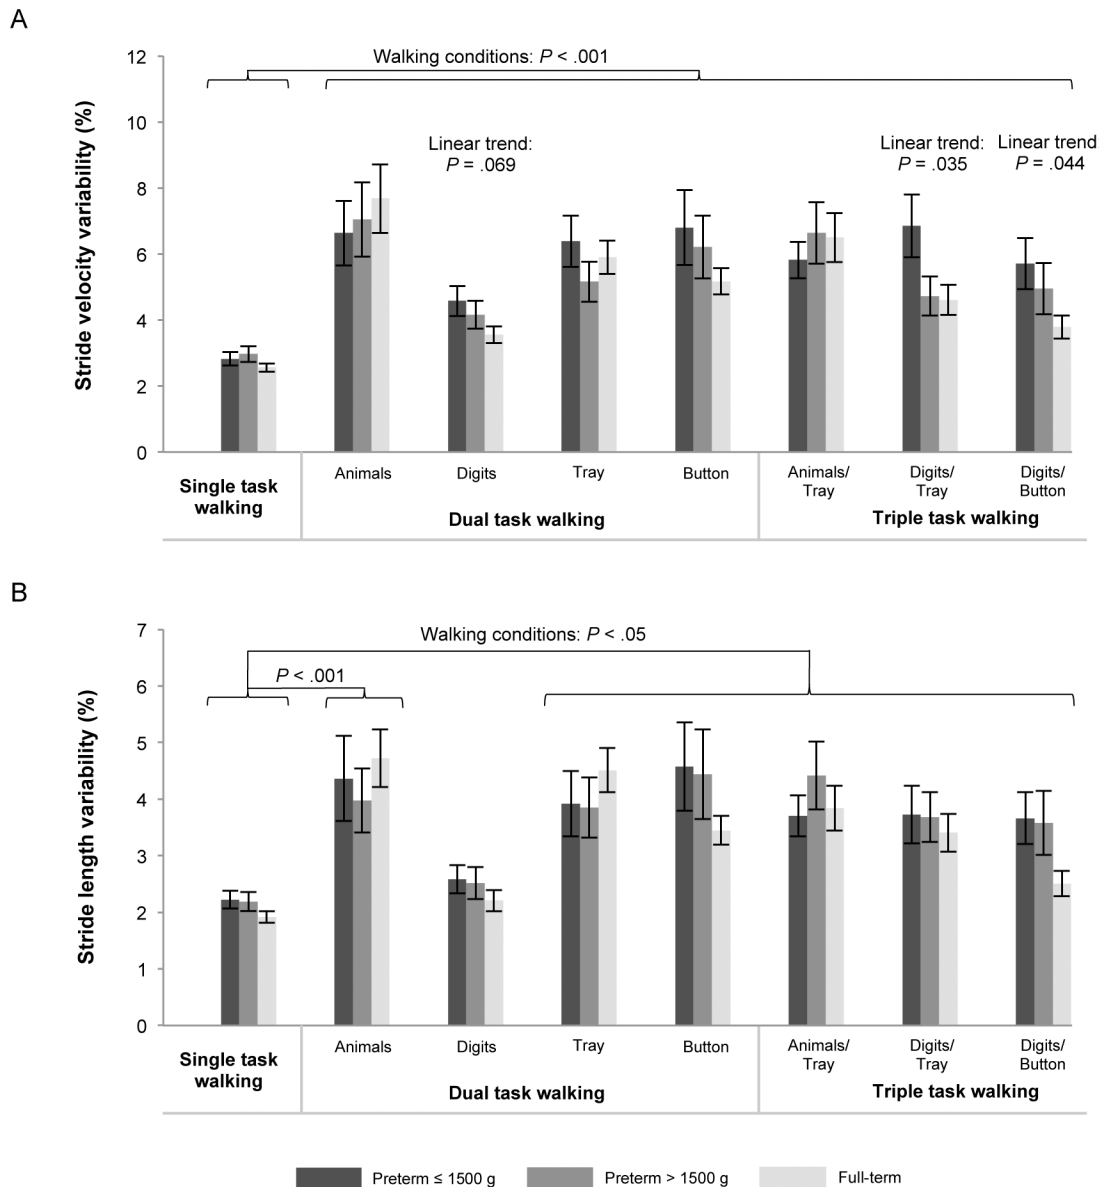 A
Walking conditions: P < .001
Stride velocity variability (%)
12
10
8
6
4
2
0
Linear trend:
P = .069
Linear trend:
P = .035
Linear trend
P = .044
Single task
walking
Animals
Digits
Tray
Button
Dual task walking
Animals/
Tray
Digits/
Tray
Digits/
Button
Triple task walking
B
Walking conditions: P < .05
P < .001
Stride length variability (%)
7
6
5
4
3
2
1
0
Single task
walking
Animals
Digits
Tray
Button
Dual task walking
Animals/
Tray
Digits/
Tray
Digits/
Button
Triple task walking
Preterm ≤ 1500 g
Preterm > 1500 g
Full-term